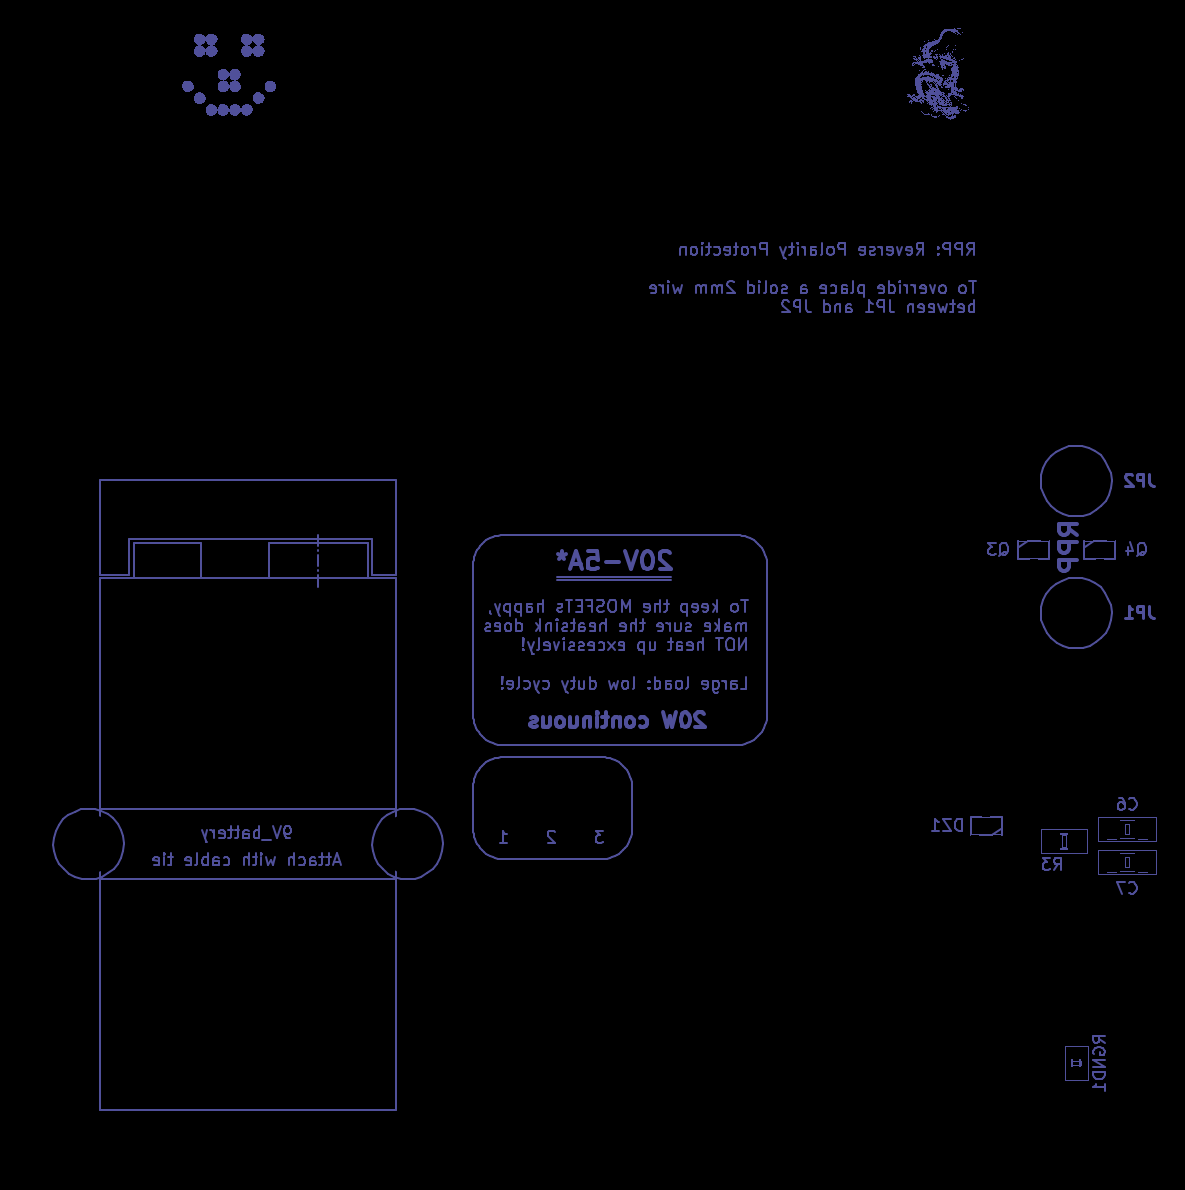 RPP: Reverse Polarity Protection
To override place a solid 2mm wire
between JP1 and JP2
JP2
RPP
Q3
Q4
JP1
20V-5A*
To keep the MOSFETs happy,
make sure the heatsink does
NOT heat up excessively!
Large load: low duty cycle!
20W continuous
1 2 3
9V_battery
Attach with cable tie
C6
DZ1
R3
C7
RGND1